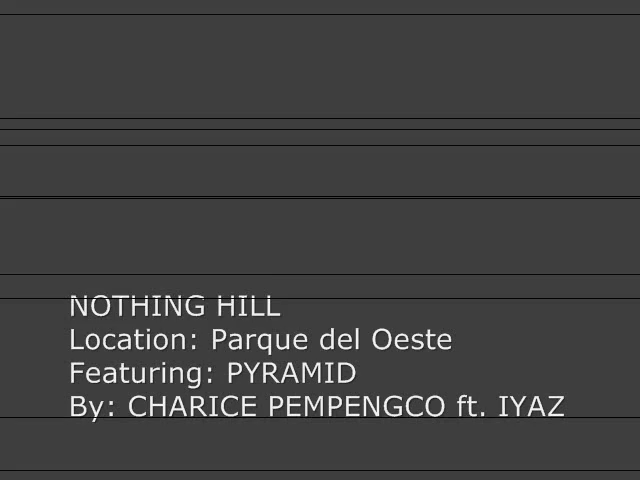 NOTHING HILL
Location: Parque del Oeste
Featuring: PYRAMID
By: CHARICE PEMPENGCO ft. IYAZ